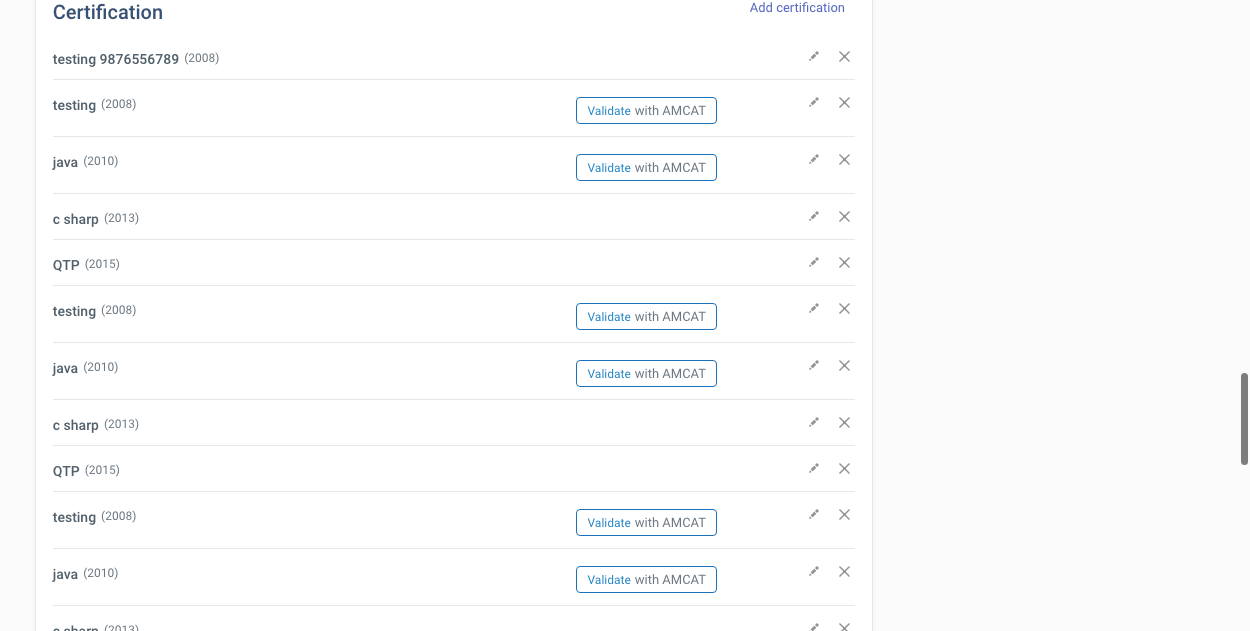 Certification
Add certification
testing 9876556789 (2008)
testing (2008)
Validate with AMCAT
java (2010)
Validate with AMCAT
c sharp (2013)
QTP (2015)
testing (2008)
Validate with AMCAT
java (2010)
Validate with AMCAT
c sharp (2013)
QTP (2015)
testing (2008)
Validate with AMCAT
java (2010)
Validate with AMCAT
c sharp (2013)